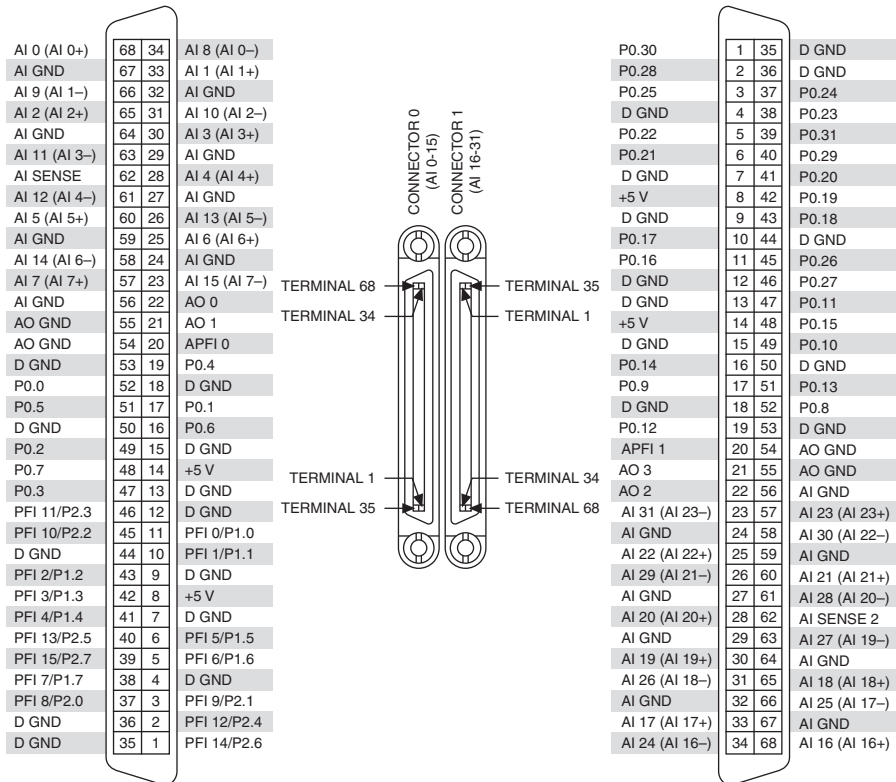 AI 0 (AI 0+) 68 34 AI 8 (AI 0–)
AI GND 67 33 AI 1 (AI 1+)
AI 9 (AI 1–) 66 32 AI GND
AI 2 (AI 2+) 65 31 AI 10 (AI 2–)
AI GND 64 30 AI 3 (AI 3+)
AI 11 (AI 3–) 63 29 AI GND
AI SENSE 62 28 AI 4 (AI 4+)
AI 12 (AI 4–) 61 27 AI GND
AI 5 (AI 5+) 60 26 AI 13 (AI 5–)
AI GND 59 25 AI 6 (AI 6+)
AI 14 (AI 6–) 58 24 AI GND
AI 7 (AI 7+) 57 23 AI 15 (AI 7–)
AI GND 56 22 AO 0
AO GND 55 21 AO 1
AO GND 54 20 APFI 0
D GND 53 19 P0.4
P0.0 52 18 D GND
P0.5 51 17 P0.1
D GND 50 16 P0.6
P0.2 49 15 D GND
P0.7 48 14 +5 V
P0.3 47 13 D GND
PFI 11/P2.3 46 12 D GND
PFI 10/P2.2 45 11 PFI 0/P1.0
D GND 44 10 PFI 1/P1.1
PFI 2/P1.2 43 9 D GND
PFI 3/P1.3 42 8 +5 V
PFI 4/P1.4 41 7 D GND
PFI 13/P2.5 40 6 PFI 5/P1.5
PFI 15/P2.7 39 5 PFI 6/P1.6
PFI 7/P1.7 38 4 D GND
PFI 8/P2.0 37 3 PFI 9/P2.1
D GND 36 2 PFI 12/P2.4
D GND 35 1 PFI 14/P2.6
CONNECTOR 0
(AI 0-15)
CONNECTOR 1
(AI 16-31)
TERMINAL 68
TERMINAL 34
TERMINAL 35
TERMINAL 1
TERMINAL 1
TERMINAL 35
TERMINAL 34
TERMINAL 68
P0.30 1 35 D GND
P0.28 2 36 D GND
P0.25 3 37 P0.24
D GND 4 38 P0.23
P0.22 5 39 P0.31
P0.21 6 40 P0.29
D GND 7 41 P0.20
+5 V 8 42 P0.19
D GND 9 43 P0.18
P0.17 10 44 D GND
P0.16 11 45 P0.26
D GND 12 46 P0.27
D GND 13 47 P0.11
+5 V 14 48 P0.15
D GND 15 49 P0.10
P0.14 16 50 D GND
P0.9 17 51 P0.13
D GND 18 52 P0.8
P0.12 19 53 D GND
APFI 1 20 54 AO GND
AO 3 21 55 AO GND
AO 2 22 56 AI GND
AI 31 (AI 23–) 23 57 AI 23 (AI 23+)
AI GND 24 58 AI 30 (AI 22–)
AI 22 (AI 22+) 25 59 AI GND
AI 29 (AI 21–) 26 60 AI 21 (AI 21+)
AI GND 27 61 AI 28 (AI 20–)
AI 20 (AI 20+) 28 62 AI SENSE 2
AI GND 29 63 AI 27 (AI 19–)
AI 19 (AI 19+) 30 64 AI GND
AI 26 (AI 18–) 31 65 AI 18 (AI 18+)
AI GND 32 66 AI 25 (AI 17–)
AI 17 (AI 17+) 33 67 AI GND
AI 24 (AI 16–) 34 68 AI 16 (AI 16+)